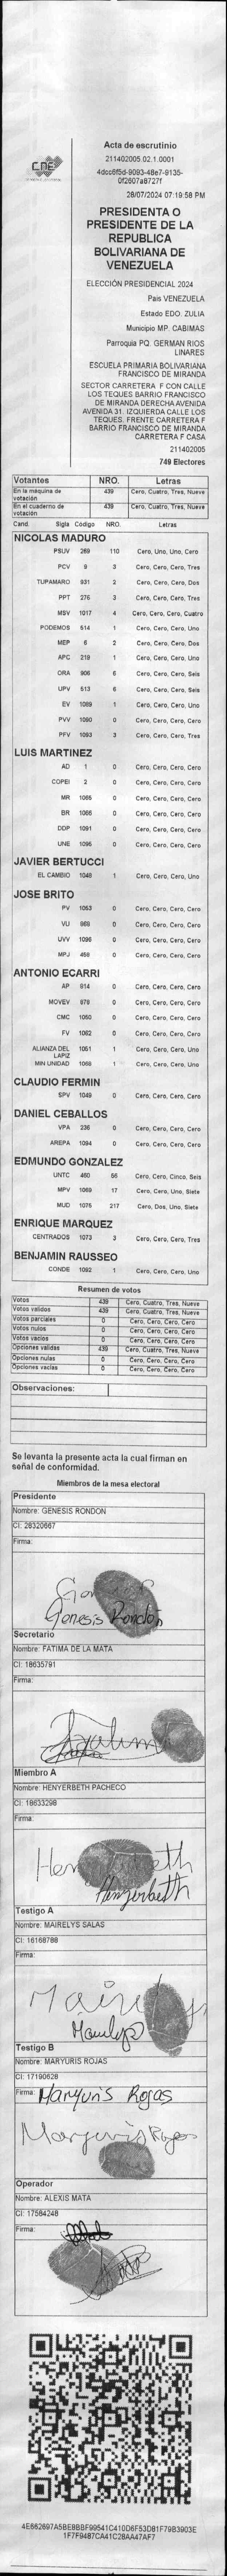 CNE
Acta de escrutinio
211402005.02.1.0001
4dcc6f5d-9093-48e7-9135-
0f2607a8727f
28/07/2024 07:19:58 PM
PRESIDENTA O
PRESIDENTE DE LA
REPUBLICA
BOLIVARIANA DE
VENEZUELA
ELECCIÓN PRESIDENCIAL 2024
Pais VENEZUELA
Estado EDO. ZULIA
Municipio MP. CABIMAS
Parroquia PQ. GERMAN RIOS
LINARES
ESCUELA PRIMARIA BOLIVARIANA
FRANCISCO DE MIRANDA
SECTOR CARRETERA F CON CALLE
LOS TEQUES BARRIO FRANCISCO
DE MIRANDA DERECHA AVENIDA
AVENIDA 31. IZQUIERDA CALLE LOS
TEQUES. FRENTE CARRETERA F
BARRIO FRANCISCO DE MIRANDA
CARRETERA F CASA
211402005
749 Electores
Votantes NRO. Letras
En la máquina de votación 439 Cero, Cuatro, Tres, Nueve
En el cuaderno de votación 439 Cero, Cuatro, Tres, Nueve
Cand. Sigla Código NRO. Letras
NICOLAS MADURO
PSUV 269 110 Cero, Uno, Uno, Cero
PCV 9 3 Cero, Cero, Cero, Tres
TUPAMARO 931 2 Cero, Cero, Cero, Dos
PPT 276 3 Cero, Cero, Cero, Tres
MSV 1017 4 Cero, Cero, Cero, Cuatro
PODEMOS 514 1 Cero, Cero, Cero, Uno
MEP 6 2 Cero, Cero, Cero, Dos
APC 219 1 Cero, Cero, Cero, Uno
ORA 906 6 Cero, Cero, Cero, Seis
UPV 513 6 Cero, Cero, Cero, Seis
EV 1089 1 Cero, Cero, Cero, Uno
PVV 1090 0 Cero, Cero, Cero, Cero
PFV 1093 3 Cero, Cero, Cero, Tres
LUIS MARTINEZ
AD 1 0 Cero, Cero, Cero, Cero
COPEI 2 0 Cero, Cero, Cero, Cero
MR 1065 0 Cero, Cero, Cero, Cero
BR 1066 0 Cero, Cero, Cero, Cero
DDP 1091 0 Cero, Cero, Cero, Cero
UNE 1095 0 Cero, Cero, Cero, Cero
JAVIER BERTUCCI
EL CAMBIO 1048 1 Cero, Cero, Cero, Uno
JOSE BRITO
PV 1053 0 Cero, Cero, Cero, Cero
VU 868 0 Cero, Cero, Cero, Cero
UVV 1096 0 Cero, Cero, Cero, Cero
MPJ 458 0 Cero, Cero, Cero, Cero
ANTONIO ECARRI
AP 814 0 Cero, Cero, Cero, Cero
MOVEV 978 0 Cero, Cero, Cero, Cero
CMC 1050 0 Cero, Cero, Cero, Cero
FV 1062 0 Cero, Cero, Cero, Cero
ALIANZA DEL LAPIZ 1051 1 Cero, Cero, Cero, Uno
MIN UNIDAD 1068 1 Cero, Cero, Cero, Uno
CLAUDIO FERMIN
SPV 1049 0 Cero, Cero, Cero, Cero
DANIEL CEBALLOS
VPA 236 0 Cero, Cero, Cero, Cero
AREPA 1094 0 Cero, Cero, Cero, Cero
EDMUNDO GONZALEZ
UNTC 460 56 Cero, Cero, Cinco, Seis
MPV 1069 17 Cero, Cero, Uno, Siete
MUD 1075 217 Cero, Dos, Uno, Siete
ENRIQUE MARQUEZ
CENTRADOS 1073 3 Cero, Cero, Cero, Tres
BENJAMIN RAUSSEO
CONDE 1092 1 Cero, Cero, Cero, Uno
Resumen de votos
Votos 439 Cero, Cuatro, Tres, Nueve
Votos validos 439 Cero, Cuatro, Tres, Nueve
Votos parciales 0 Cero, Cero, Cero, Cero
Votos nulos 0 Cero, Cero, Cero, Cero
Votos vacios 0 Cero, Cero, Cero, Cero
Opciones validas 439 Cero, Cuatro, Tres, Nueve
Opciones nulas 0 Cero, Cero, Cero, Cero
Opciones vacias 0 Cero, Cero, Cero, Cero
Observaciones:
Se levanta la presente acta la cual firman en
señal de conformidad.
Miembros de la mesa electoral
Presidente
Nombre: GENESIS RONDON
CI: 28320667
Firma:
Genesis Rondón
Secretario
Nombre: FATIMA DE LA MATA
CI: 18635791
Firma:
Fatima
Miembro A
Nombre: HENYERBETH PACHECO
CI: 18633298
Firma:
Henyerbeth
Henyerbeth
Testigo A
Nombre: MAIRELYS SALAS
CI: 16168788
Firma:
Testigo B
Nombre: MARYURIS ROJAS
CI: 17190628
Firma: Maryuris Rojas
Maryuris Rojas
Operador
Nombre: ALEXIS MATA
CI: 17584248
Firma:
4E662697A5BE8BBF99541C410D6F53D81F79B3903E
1F7F9487CA41C28AA47AF7